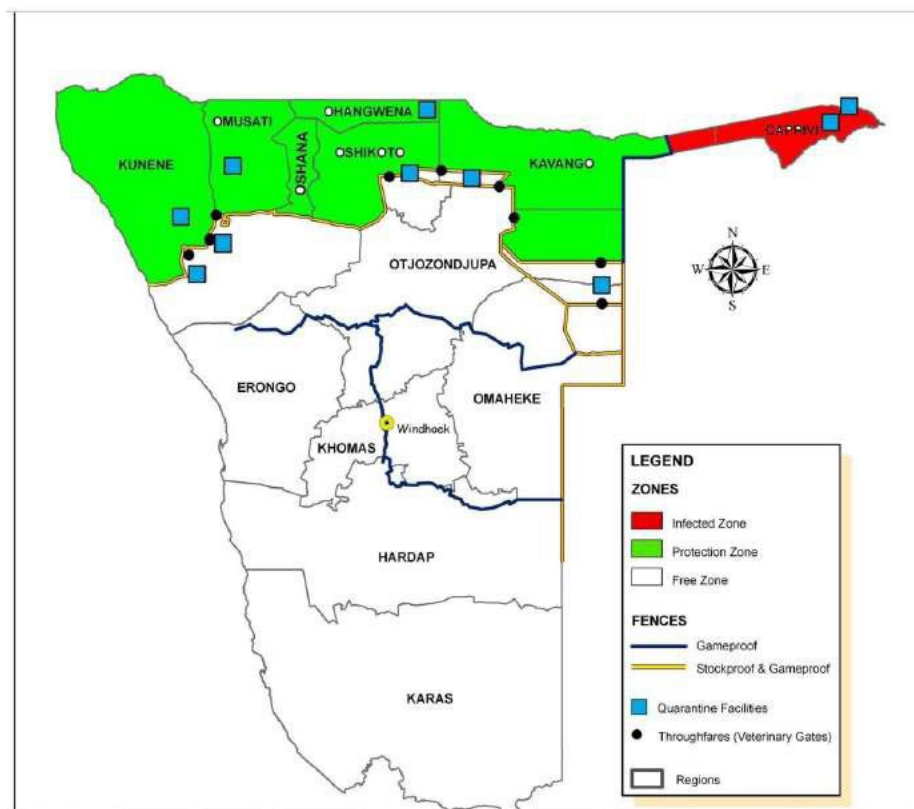 OHANGWENA
OMUSATI
CAPRIVI
KUNENE
OSHANA
OSHIKOTO
KAVANGO
N
W E
S
OTJOZONDJUPA
ERONGO
OMAHEKE
Windhoek
KHOMAS
HARDAP
KARAS
LEGEND
ZONES
Infected Zone
Protection Zone
Free Zone
FENCES
Gameproof
Stockproof & Gameproof
Quarantine Facilities
Throughfares (Veterinary Gates)
Regions